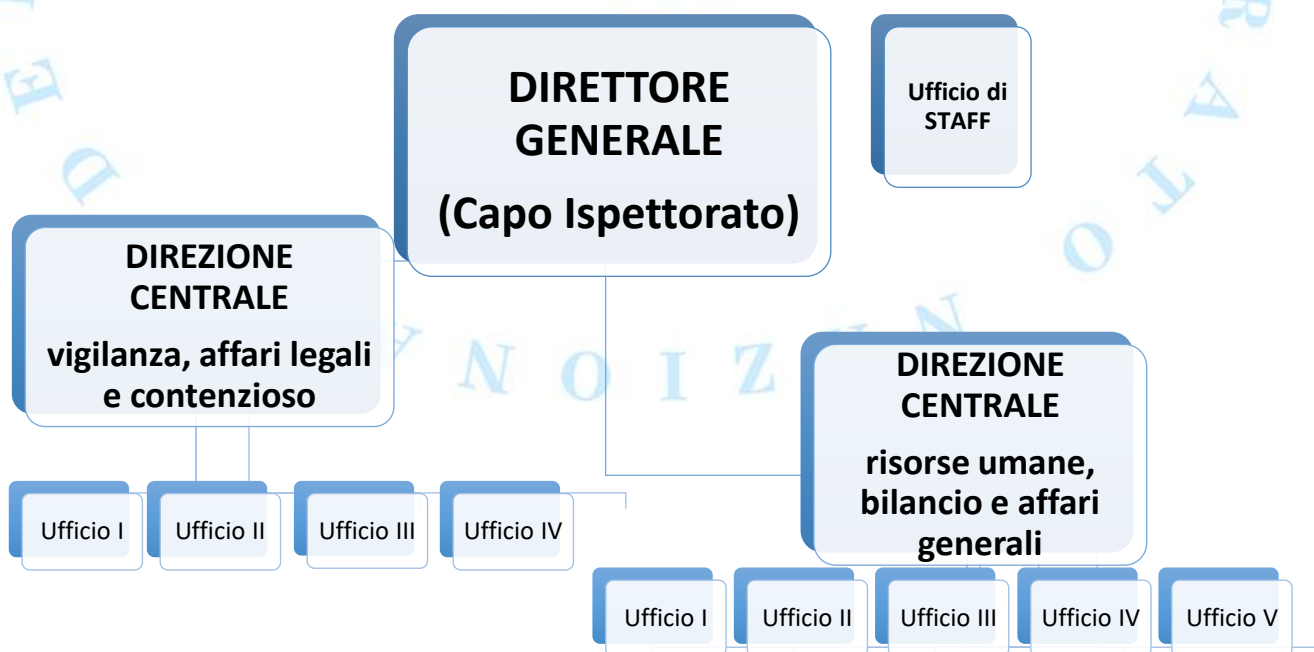 DIRETTORE
GENERALE
(Capo Ispettorato)
Ufficio di
STAFF
DIREZIONE
CENTRALE
vigilanza, affari legali
e contenzioso
DIREZIONE
CENTRALE
risorse umane,
bilancio e affari
generali
Ufficio I
Ufficio II
Ufficio III
Ufficio IV
Ufficio I
Ufficio II
Ufficio III
Ufficio IV
Ufficio V